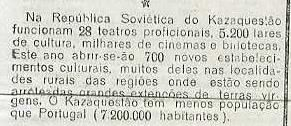 Na República Soviética do Kazaquestão
funcionam 28 teatros proficionais, 5.200 lares
de cultura, milhares de cinemas e biiotecas.
Este ano abrir-se-ão 700 novos estabeleci-
mentos culturais, muitos deles nas localida-
des rurais das regiões onde estão sendo
arroteadas grandes extenções de terras vir-
gens. O Kazaquestão tem menos população
que Portugal (7.200.000 habitantes).